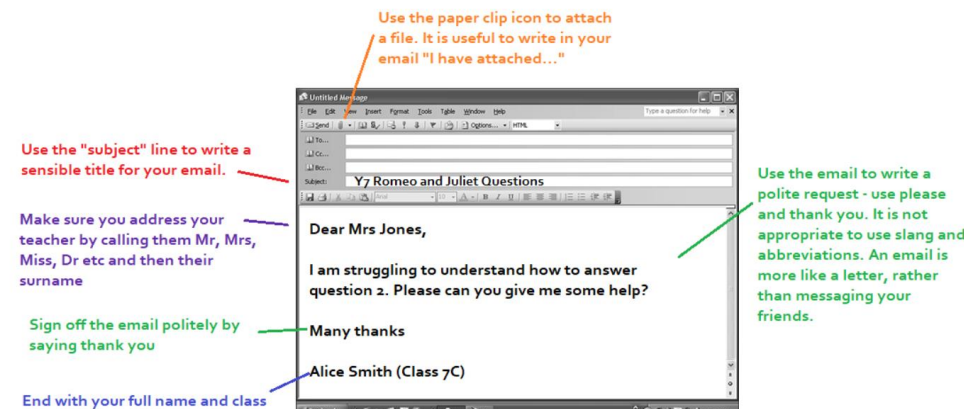 Use the paper clip icon to attach
a file. It is useful to write in your
email "I have attached..."
Untitled Message
File Edit View Insert Format Tools Table Window Help
Type a question for help
Send
Options...
HTML
To...
Cc...
Bcc...
Subject:
Y7 Romeo and Juliet Questions
Arial
10
Use the "subject" line to write a
sensible title for your email.
Make sure you address your
teacher by calling them Mr, Mrs,
Miss, Dr etc and then their
surname
Dear Mrs Jones,
I am struggling to understand how to answer
question 2. Please can you give me some help?
Many thanks
Alice Smith (Class 7C)
Use the email to write a
polite request - use please
and thank you. It is not
appropriate to use slang and
abbreviations. An email is
more like a letter, rather
than messaging your
friends.
Sign off the email politely by
saying thank you
End with your full name and class